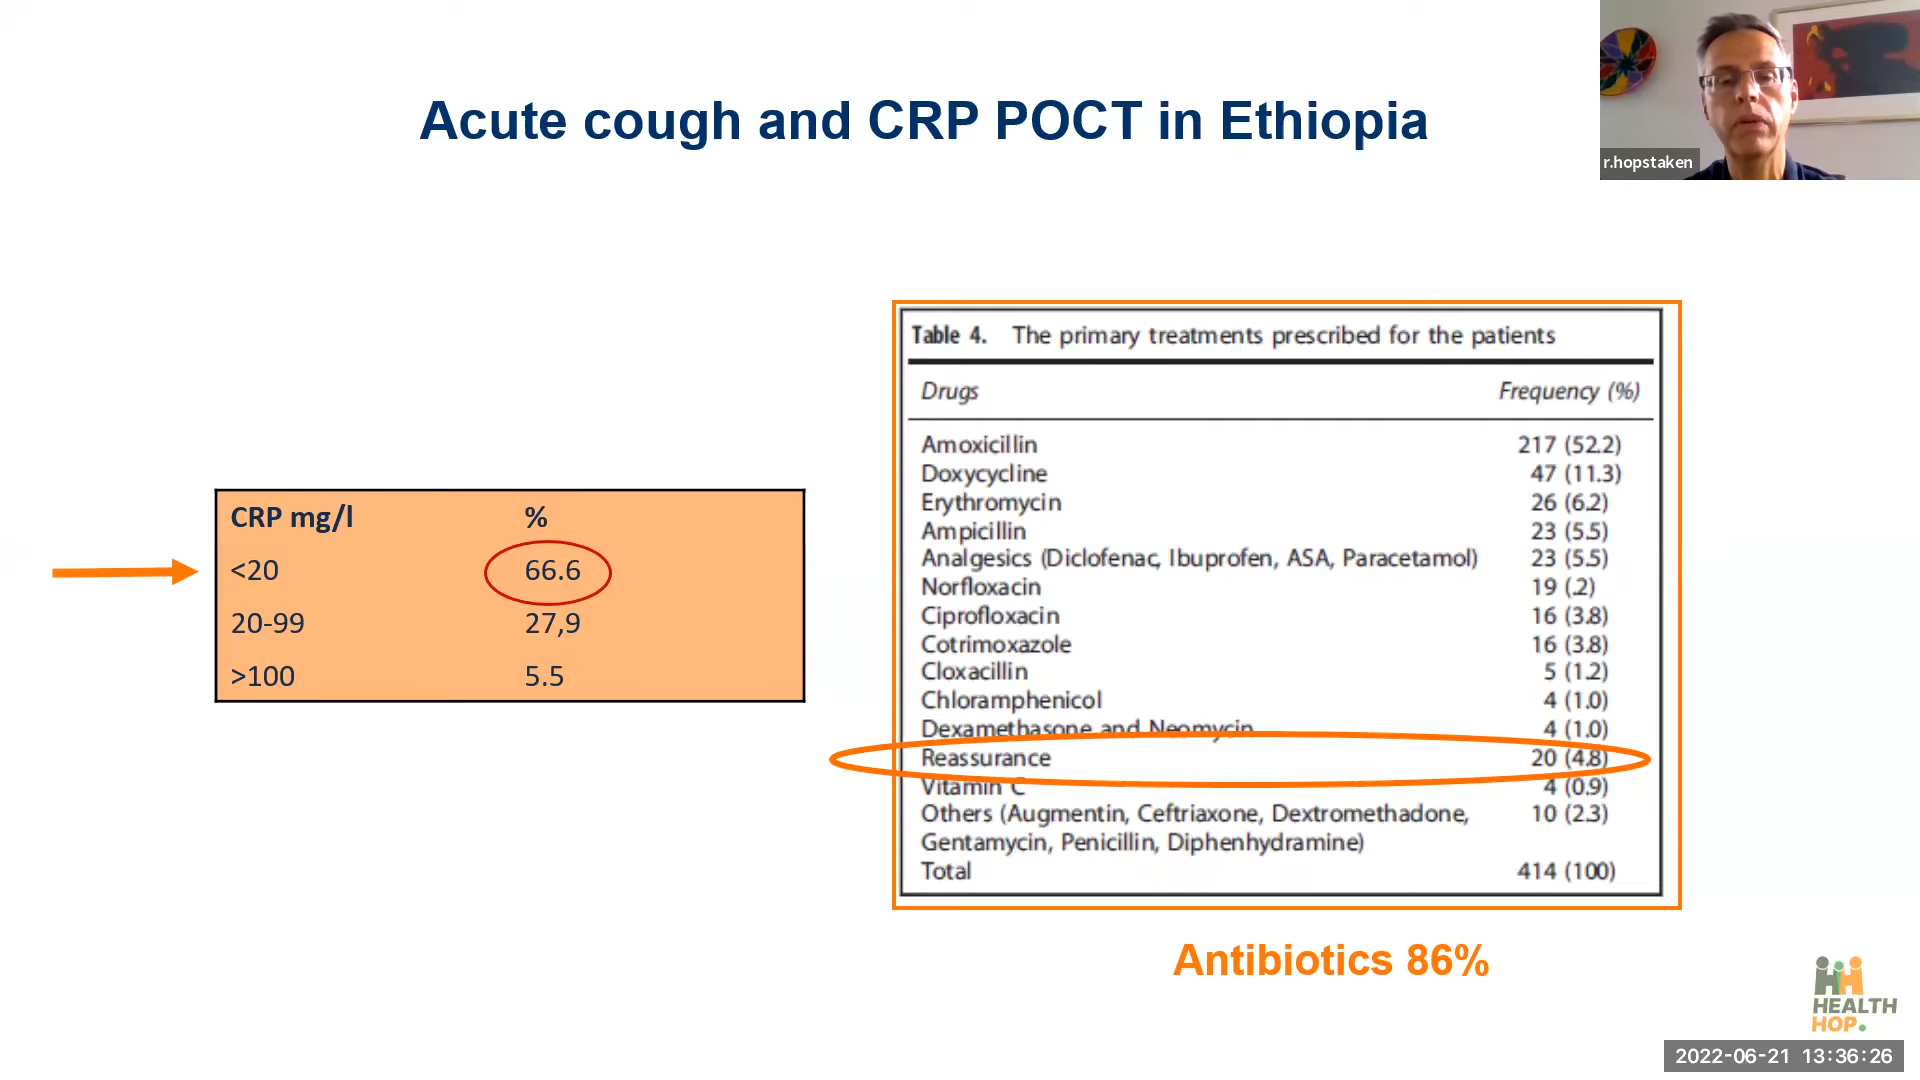 Acute cough and CRP POCT in Ethiopia
r.hopstaken
CRP mg/l %
<20 66.6
20-99 27,9
>100 5.5
Table 4. The primary treatments prescribed for the patients
Drugs Frequency (%)
Amoxicillin 217 (52.2)
Doxycycline 47 (11.3)
Erythromycin 26 (6.2)
Ampicillin 23 (5.5)
Analgesics (Diclofenac, Ibuprofen, ASA, Paracetamol) 23 (5.5)
Norfloxacin 19 (.2)
Ciprofloxacin 16 (3.8)
Cotrimoxazole 16 (3.8)
Cloxacillin 5 (1.2)
Chloramphenicol 4 (1.0)
Dexamethasone and Neomycin 4 (1.0)
Reassurance 20 (4.8)
Vitamin C 4 (0.9)
Others (Augmentin, Ceftriaxone, Dextromethadone, 10 (2.3)
Gentamycin, Penicillin, Diphenhydramine)
Total 414 (100)
Antibiotics 86%
HEALTH
HOP.
2022-06-21 13:36:26